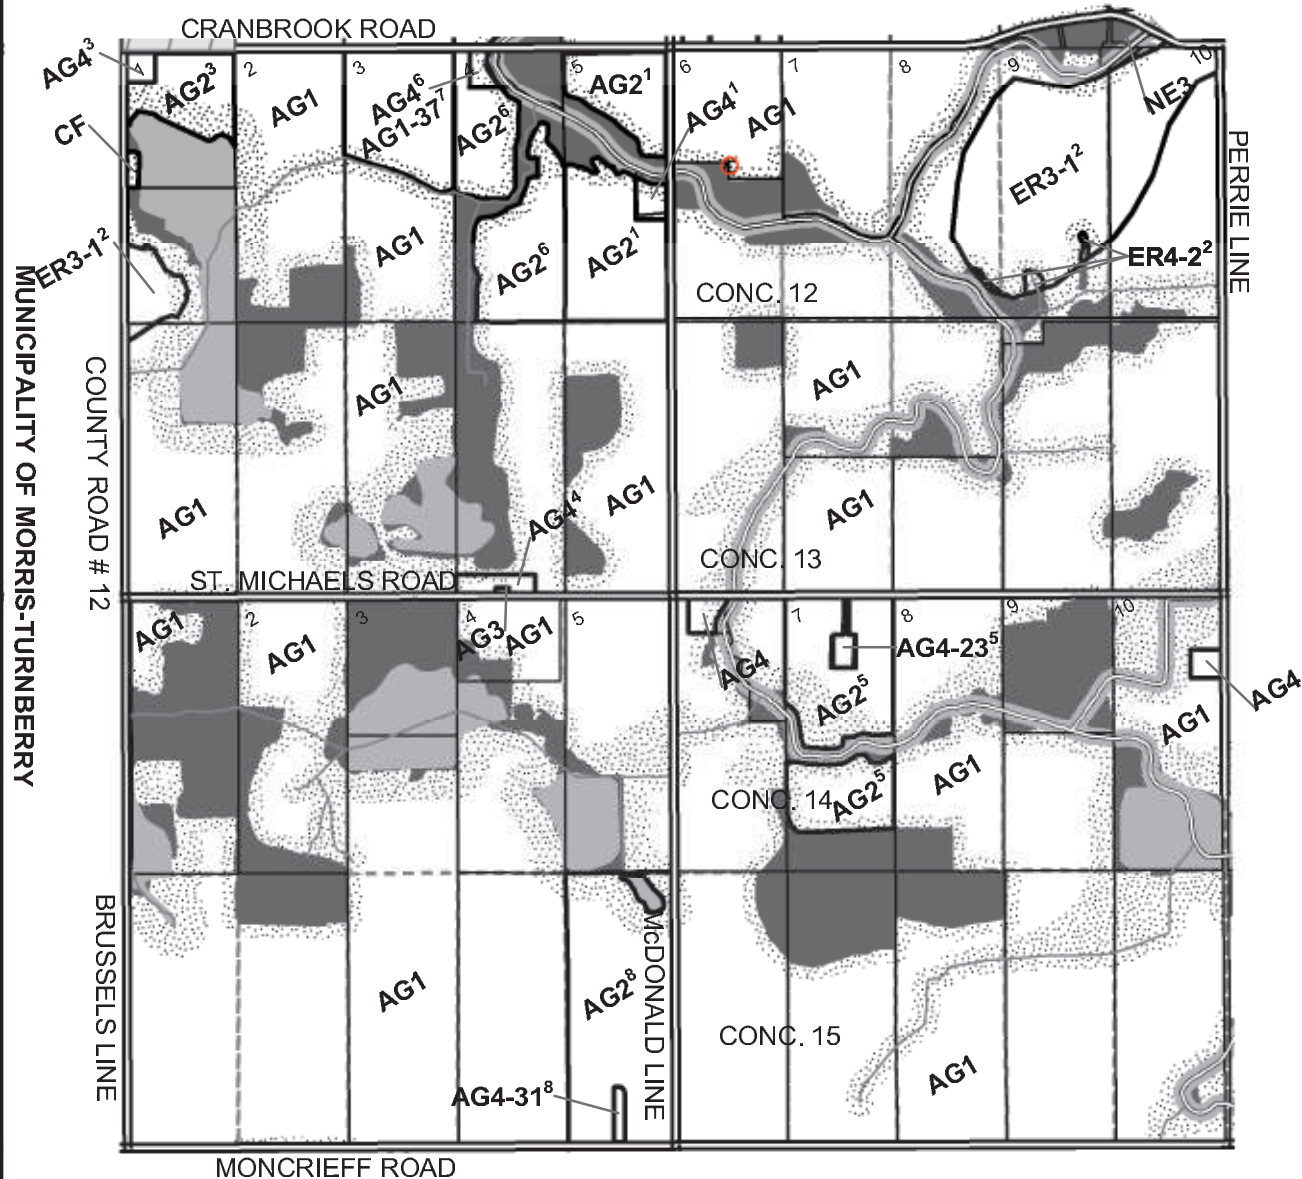 CRANBROOK ROAD
AG4³
1
AG2³
2
AG1
3
AG4⁶
AG1-37⁷
4
AG2⁶
5
AG2¹
6
AG4¹
AG1
7
8
9
10
NE3
CF
ER3-1²
PERRIE LINE
ER3-1²
AG1
AG2⁶
AG2¹
ER4-2²
CONC. 12
MUNICIPALITY OF MORRIS-TURNBERRY
COUNTY ROAD # 12
AG1
AG1
AG1
AG4⁴
AG1
AG1
CONC. 13
ST. MICHAELS ROAD
AG1
2
AG1
3
4
AG3
AG1
5
AG4
7
AG2⁵
8
AG4-23⁵
9
10
AG4
AG1
CONC. 14
AG2⁵
AG1
BRUSSELS LINE
McDONALD LINE
AG1
AG2⁸
CONC. 15
AG1
AG4-31⁸
MONCRIEFF ROAD